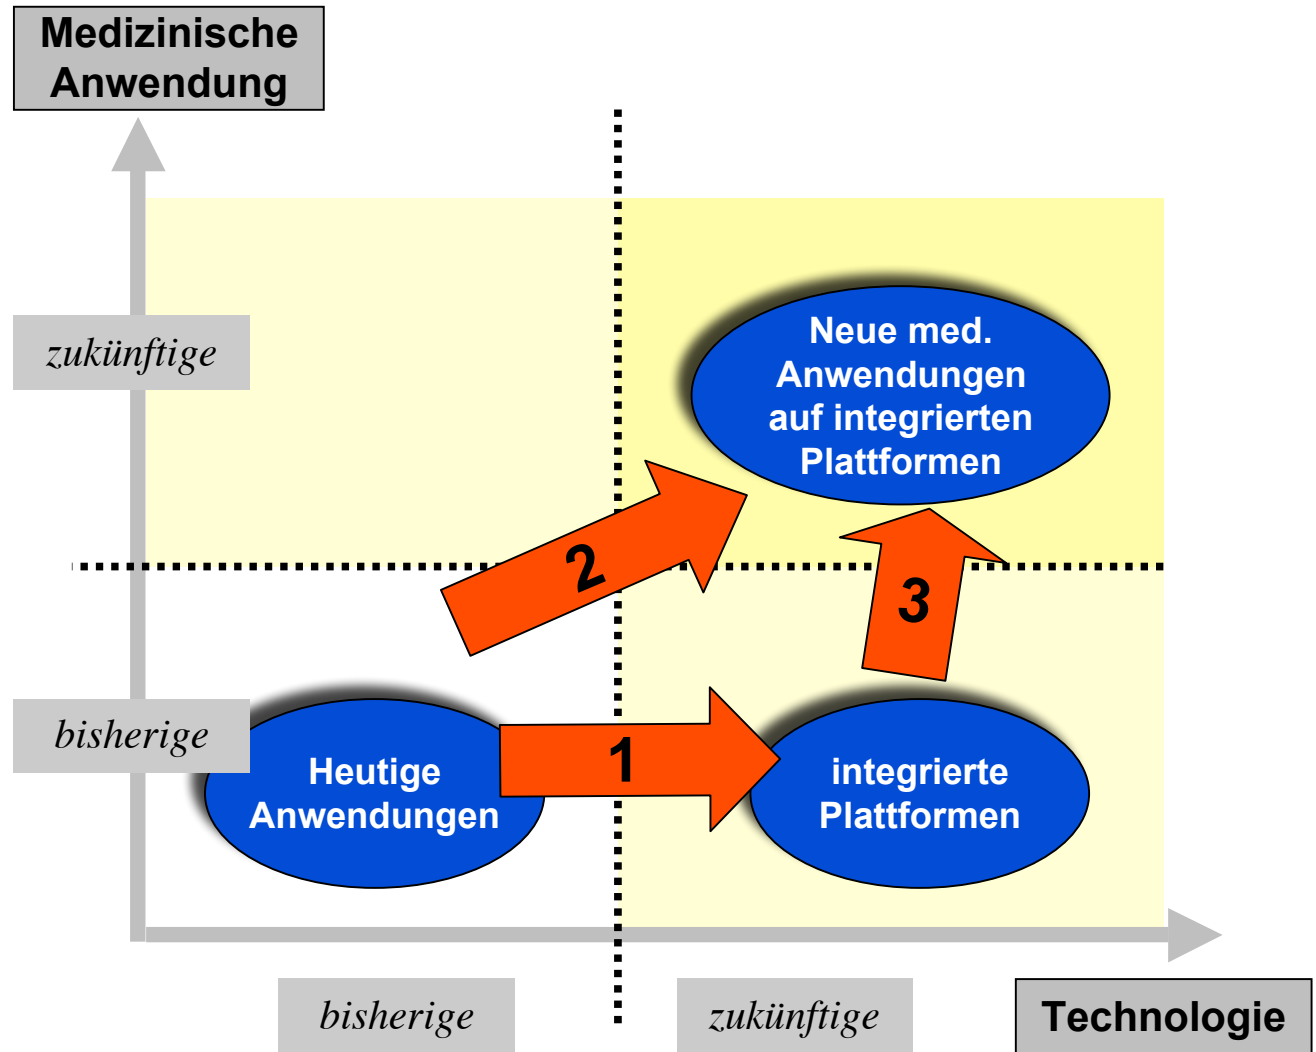 Medizinische
Anwendung
zukünftige
Neue med.
Anwendungen
auf integrierten
Plattformen
2
3
bisherige
Heutige
Anwendungen
1
integrierte
Plattformen
bisherige
zukünftige
Technologie